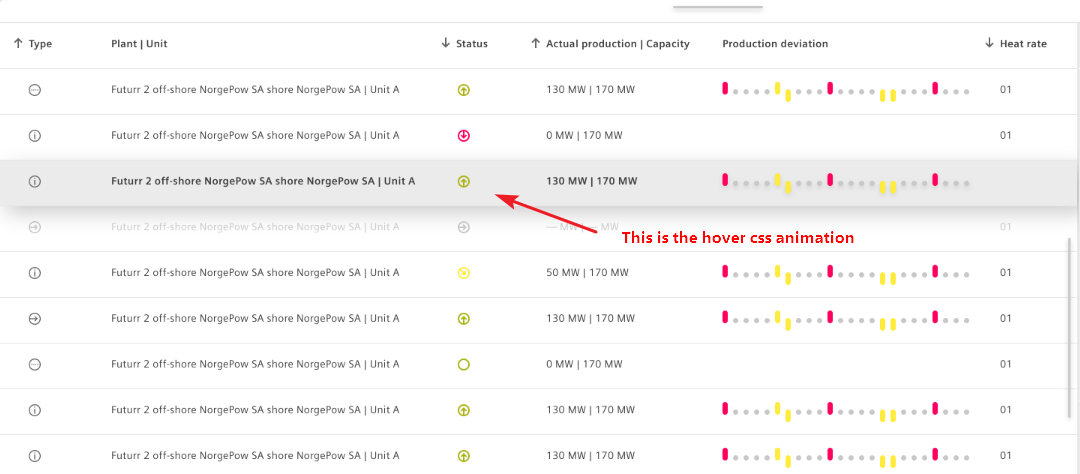 Type Plant | Unit Status Actual production | Capacity Production deviation Heat rate
Futurr 2 off-shore NorgePow SA shore NorgePow SA | Unit A 130 MW | 170 MW 01
Futurr 2 off-shore NorgePow SA shore NorgePow SA | Unit A 0 MW | 170 MW 01
Futurr 2 off-shore NorgePow SA shore NorgePow SA | Unit A 130 MW | 170 MW
Futurr 2 off-shore NorgePow SA shore NorgePow SA | Unit A — MW | — MW 01
This is the hover css animation
Futurr 2 off-shore NorgePow SA shore NorgePow SA | Unit A 50 MW | 170 MW 01
Futurr 2 off-shore NorgePow SA shore NorgePow SA | Unit A 130 MW | 170 MW 01
Futurr 2 off-shore NorgePow SA shore NorgePow SA | Unit A 0 MW | 170 MW 01
Futurr 2 off-shore NorgePow SA shore NorgePow SA | Unit A 130 MW | 170 MW 01
Futurr 2 off-shore NorgePow SA shore NorgePow SA | Unit A 130 MW | 170 MW 01